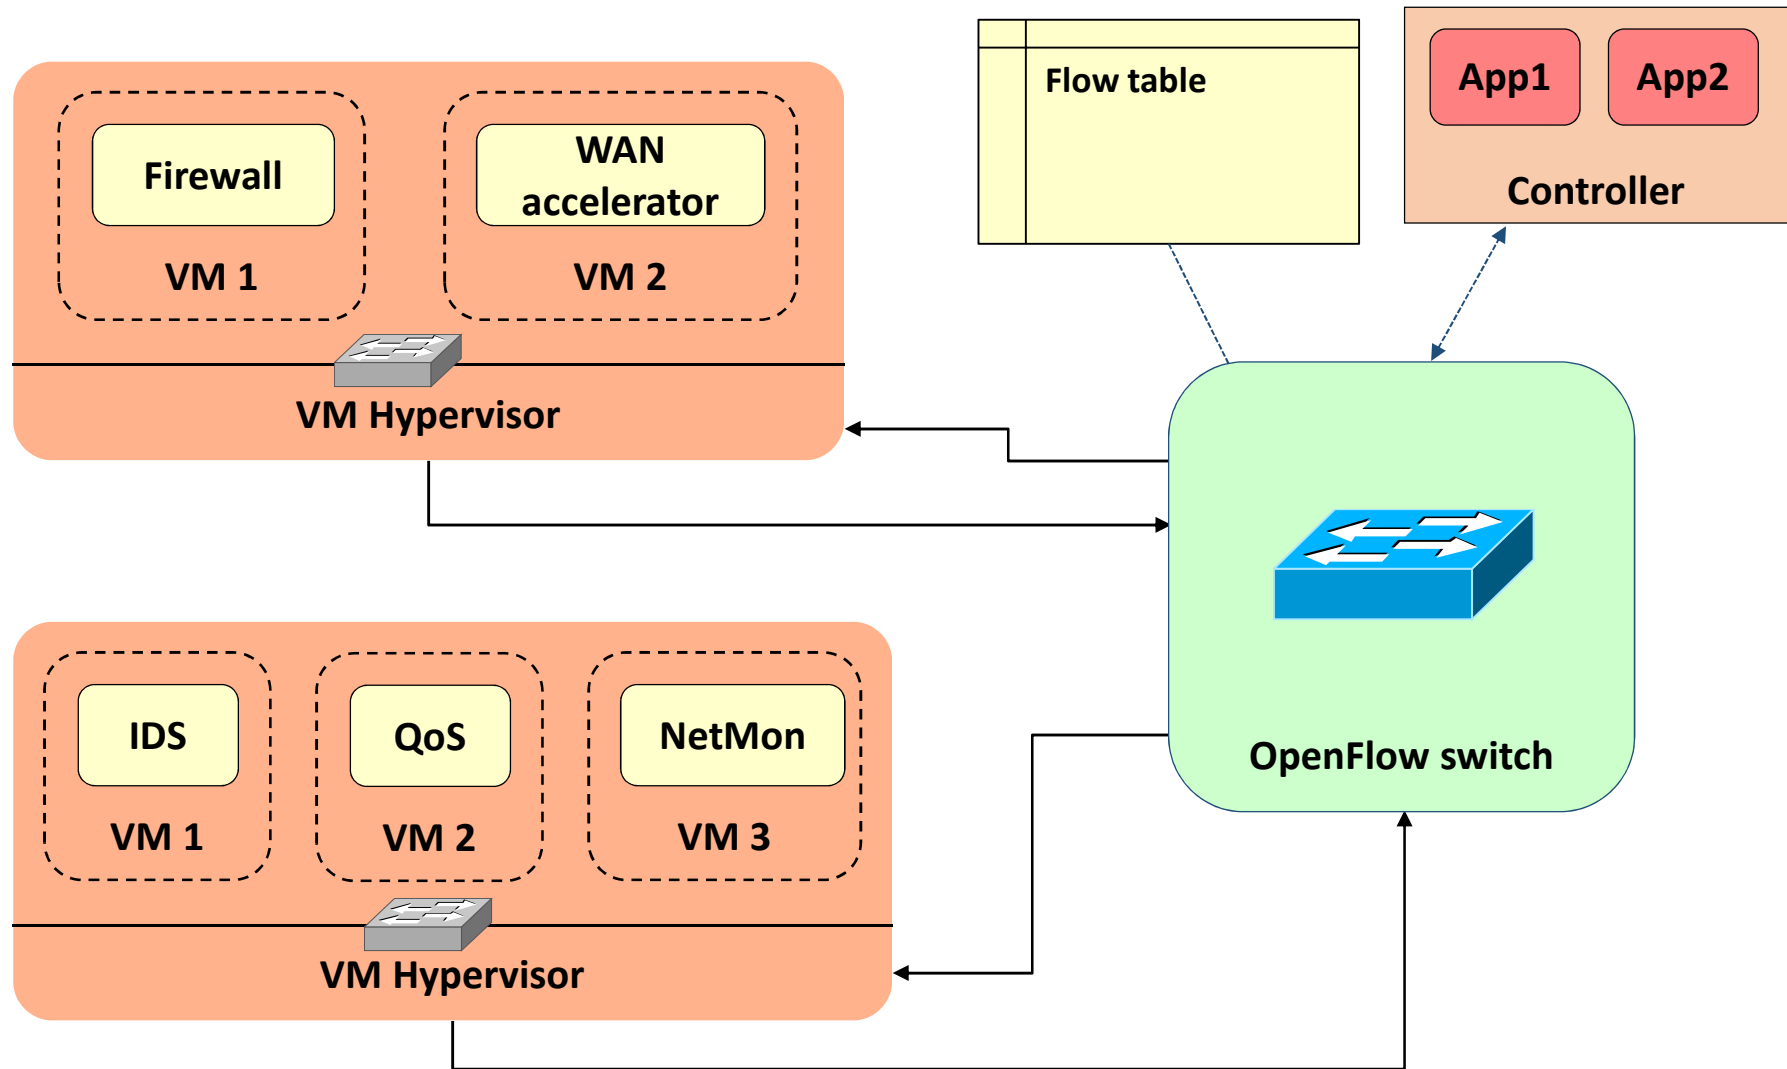 Firewall
VM 1
WAN
accelerator
VM 2
VM Hypervisor
Flow table
App1
App2
Controller
IDS
VM 1
QoS
VM 2
NetMon
VM 3
VM Hypervisor
OpenFlow switch